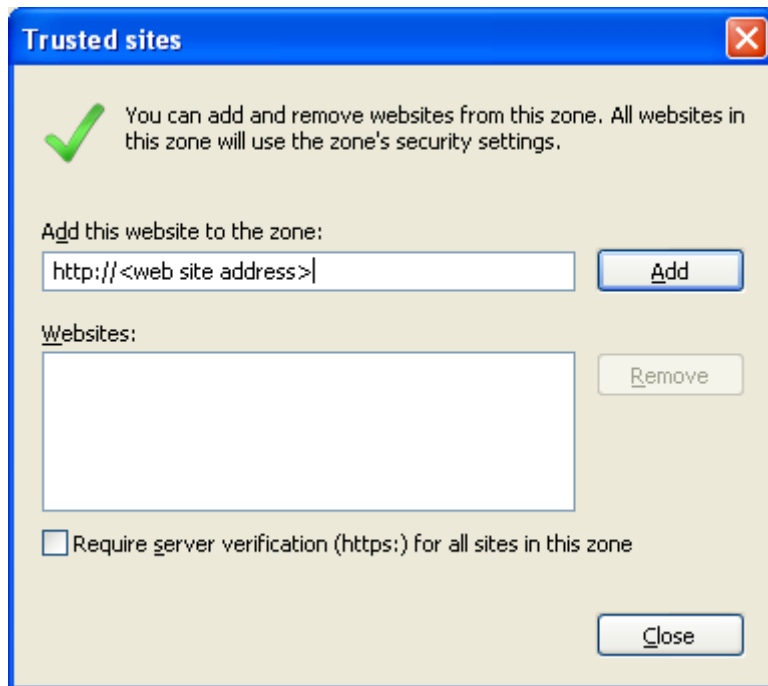 Trusted sites
You can add and remove websites from this zone. All websites in
this zone will use the zone's security settings.
Add this website to the zone:
http://<web site address>
Add
Websites:
Remove
Require server verification (https:) for all sites in this zone
Close